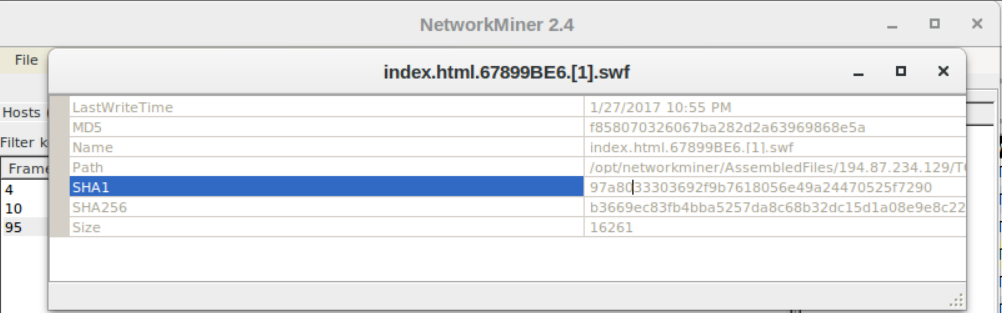 NetworkMiner 2.4
File
index.html.67899BE6.[1].swf
LastWriteTime 1/27/2017 10:55 PM
Hosts
MD5 f858070326067ba282d2a63969868e5a
Filter k
Name index.html.67899BE6.[1].swf
Frame
Path /opt/networkminer/AssembledFiles/194.87.234.129/T
4
SHA1 97a8033303692f9b7618056e49a24470525f7290
10
SHA256 b3669ec83fb4bba5257da8c68b32dc15d1a08e9e8c22
95
Size 16261